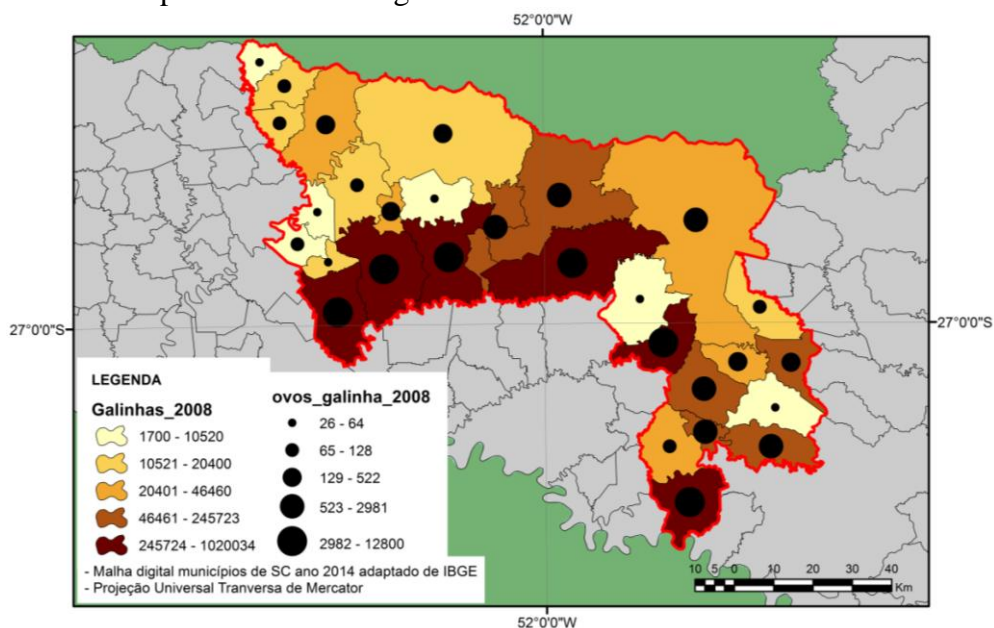 52°0'0"W
27°0'0"S
27°0'0"S
LEGENDA
Galinhas_2008
1700 - 10520
10521 - 20400
20401 - 46460
46461 - 245723
245724 - 1020034
ovos_galinha_2008
26 - 64
65 - 128
129 - 522
523 - 2981
2982 - 12800
- Malha digital municípios de SC ano 2014 adaptado de IBGE
- Projeção Universal Tranversa de Mercator
10 5 0 10 20 30 40
Km
52°0'0"W